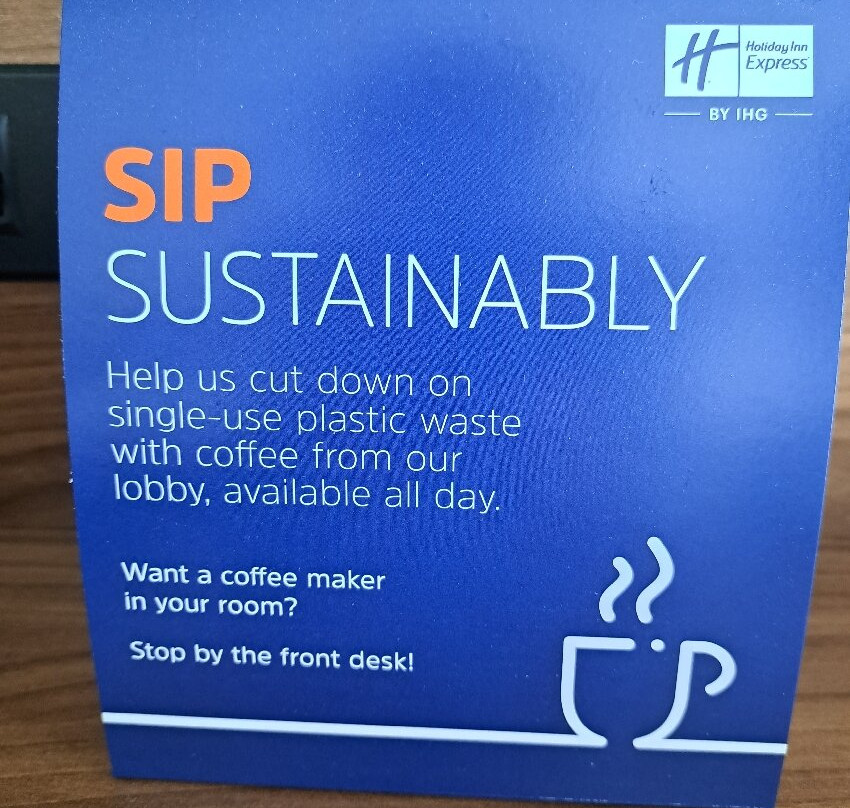 Holiday Inn
Express
BY IHG
SIP
SUSTAINABLY
Help us cut down on
single-use plastic waste
with coffee from our
lobby, available all day.
Want a coffee maker
in your room?
Stop by the front desk!